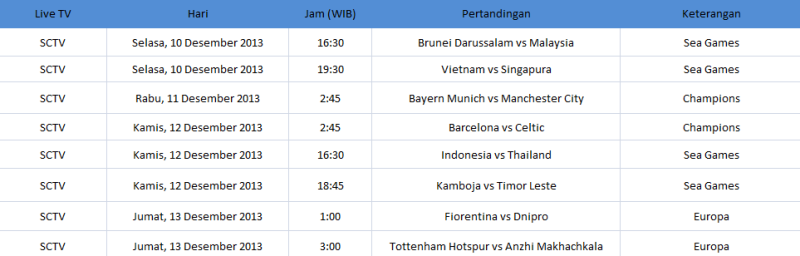 Live TV Hari Jam (WIB) Pertandingan Keterangan
SCTV Selasa, 10 Desember 2013 16:30 Brunei Darussalam vs Malaysia Sea Games
SCTV Selasa, 10 Desember 2013 19:30 Vietnam vs Singapura Sea Games
SCTV Rabu, 11 Desember 2013 2:45 Bayern Munich vs Manchester City Champions
SCTV Kamis, 12 Desember 2013 2:45 Barcelona vs Celtic Champions
SCTV Kamis, 12 Desember 2013 16:30 Indonesia vs Thailand Sea Games
SCTV Kamis, 12 Desember 2013 18:45 Kamboja vs Timor Leste Sea Games
SCTV Jumat, 13 Desember 2013 1:00 Fiorentina vs Dnipro Europa
SCTV Jumat, 13 Desember 2013 3:00 Tottenham Hotspur vs Anzhi Makhachkala Europa